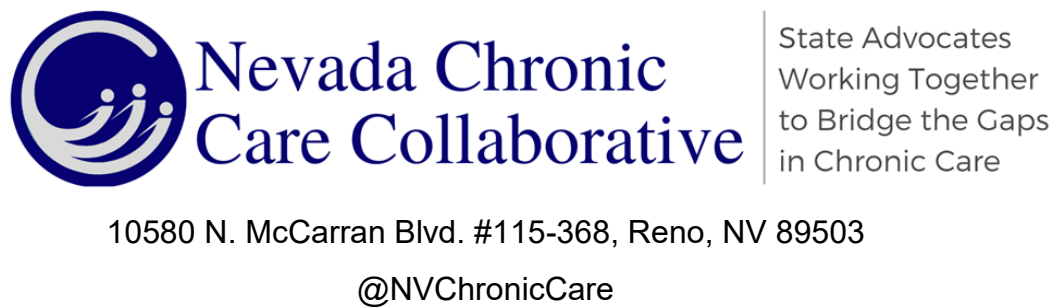 Nevada Chronic
Care Collaborative
State Advocates
Working Together
to Bridge the Gaps
in Chronic Care
10580 N. McCarran Blvd. #115-368, Reno, NV 89503
@NVChronicCare